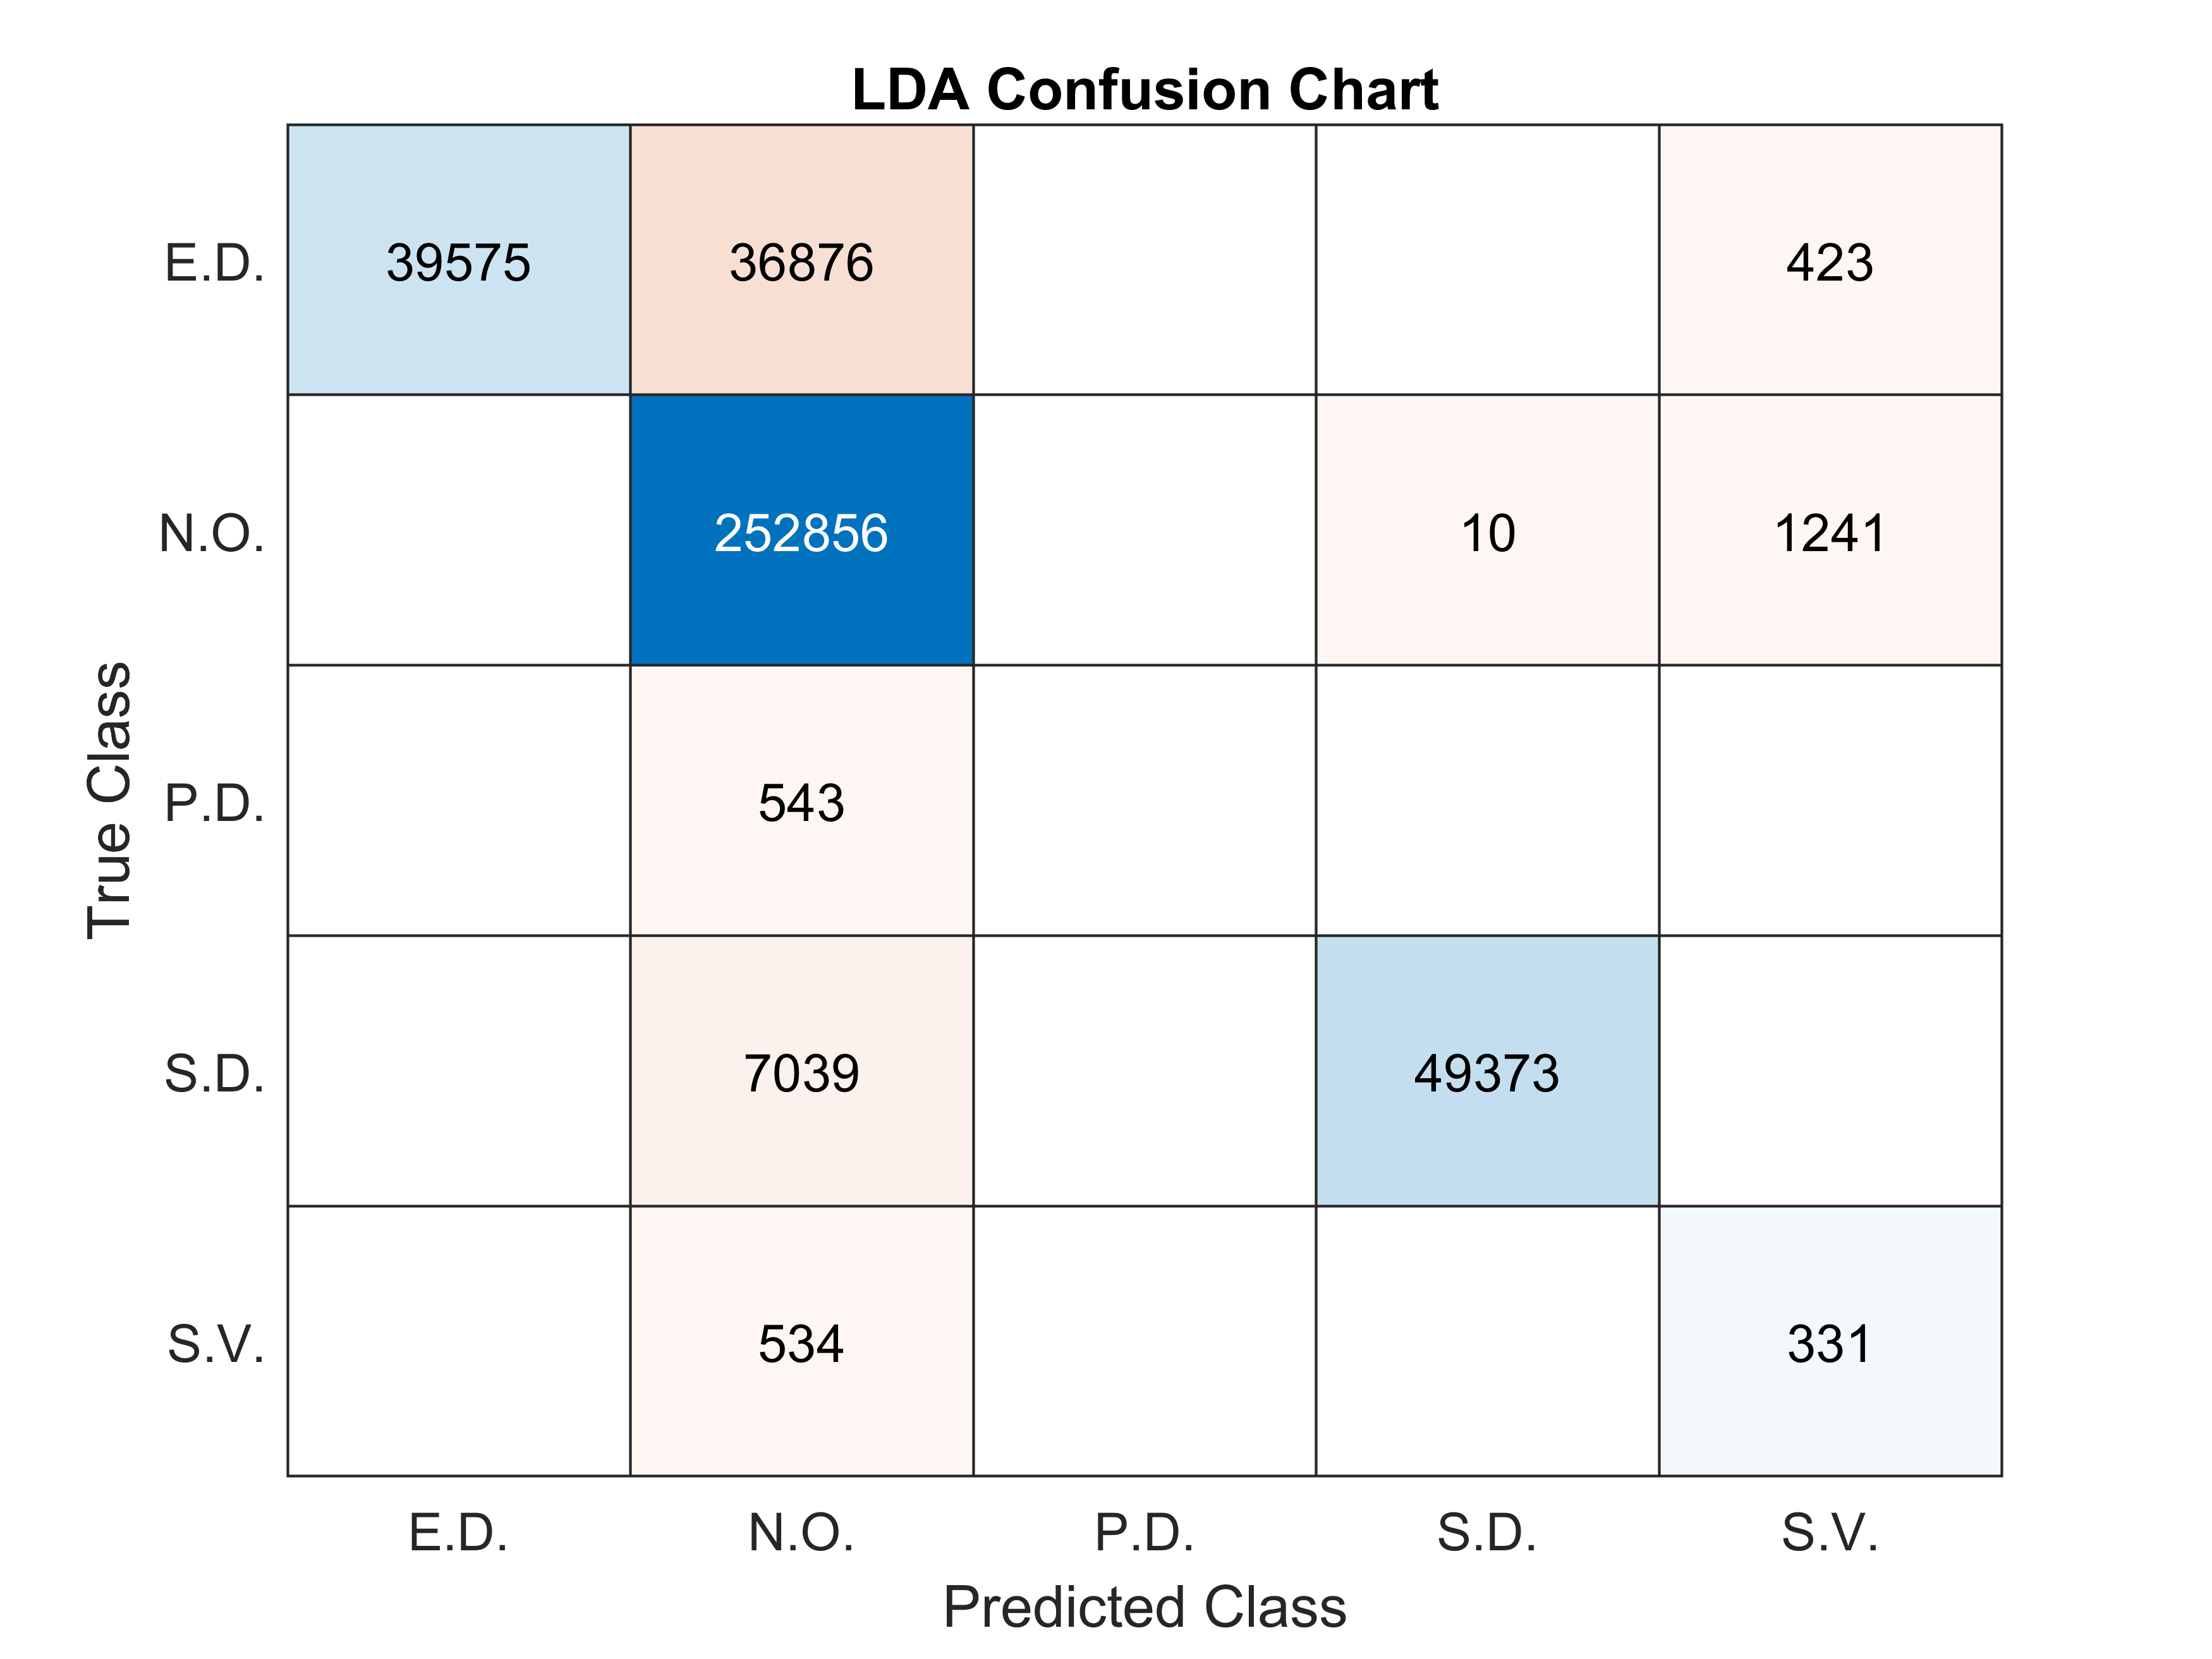 LDA Confusion Chart
E.D. 39575 36876 423
N.O. 252856 10 1241
P.D. 543
S.D. 7039 49373
S.V. 534 331
True Class
E.D. N.O. P.D. S.D. S.V.
Predicted Class